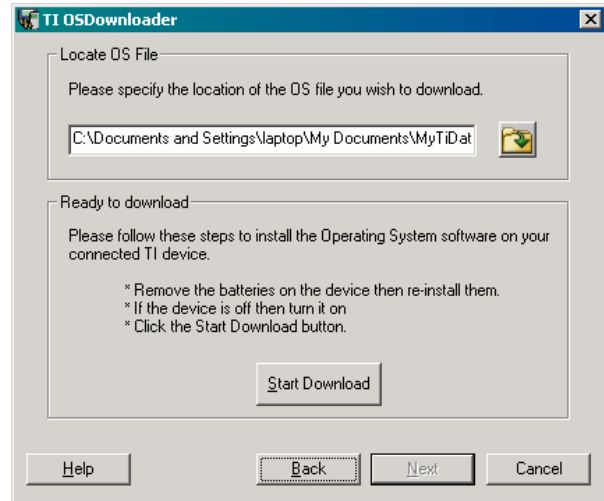 TI OSDownloader
Locate OS File
Please specify the location of the OS file you wish to download.
C:\Documents and Settings\laptop\My Documents\MyTiDat
Ready to download
Please follow these steps to install the Operating System software on your
connected TI device.
* Remove the batteries on the device then re-install them.
* If the device is off then turn it on
* Click the Start Download button.
Start Download
Help
Back
Next
Cancel